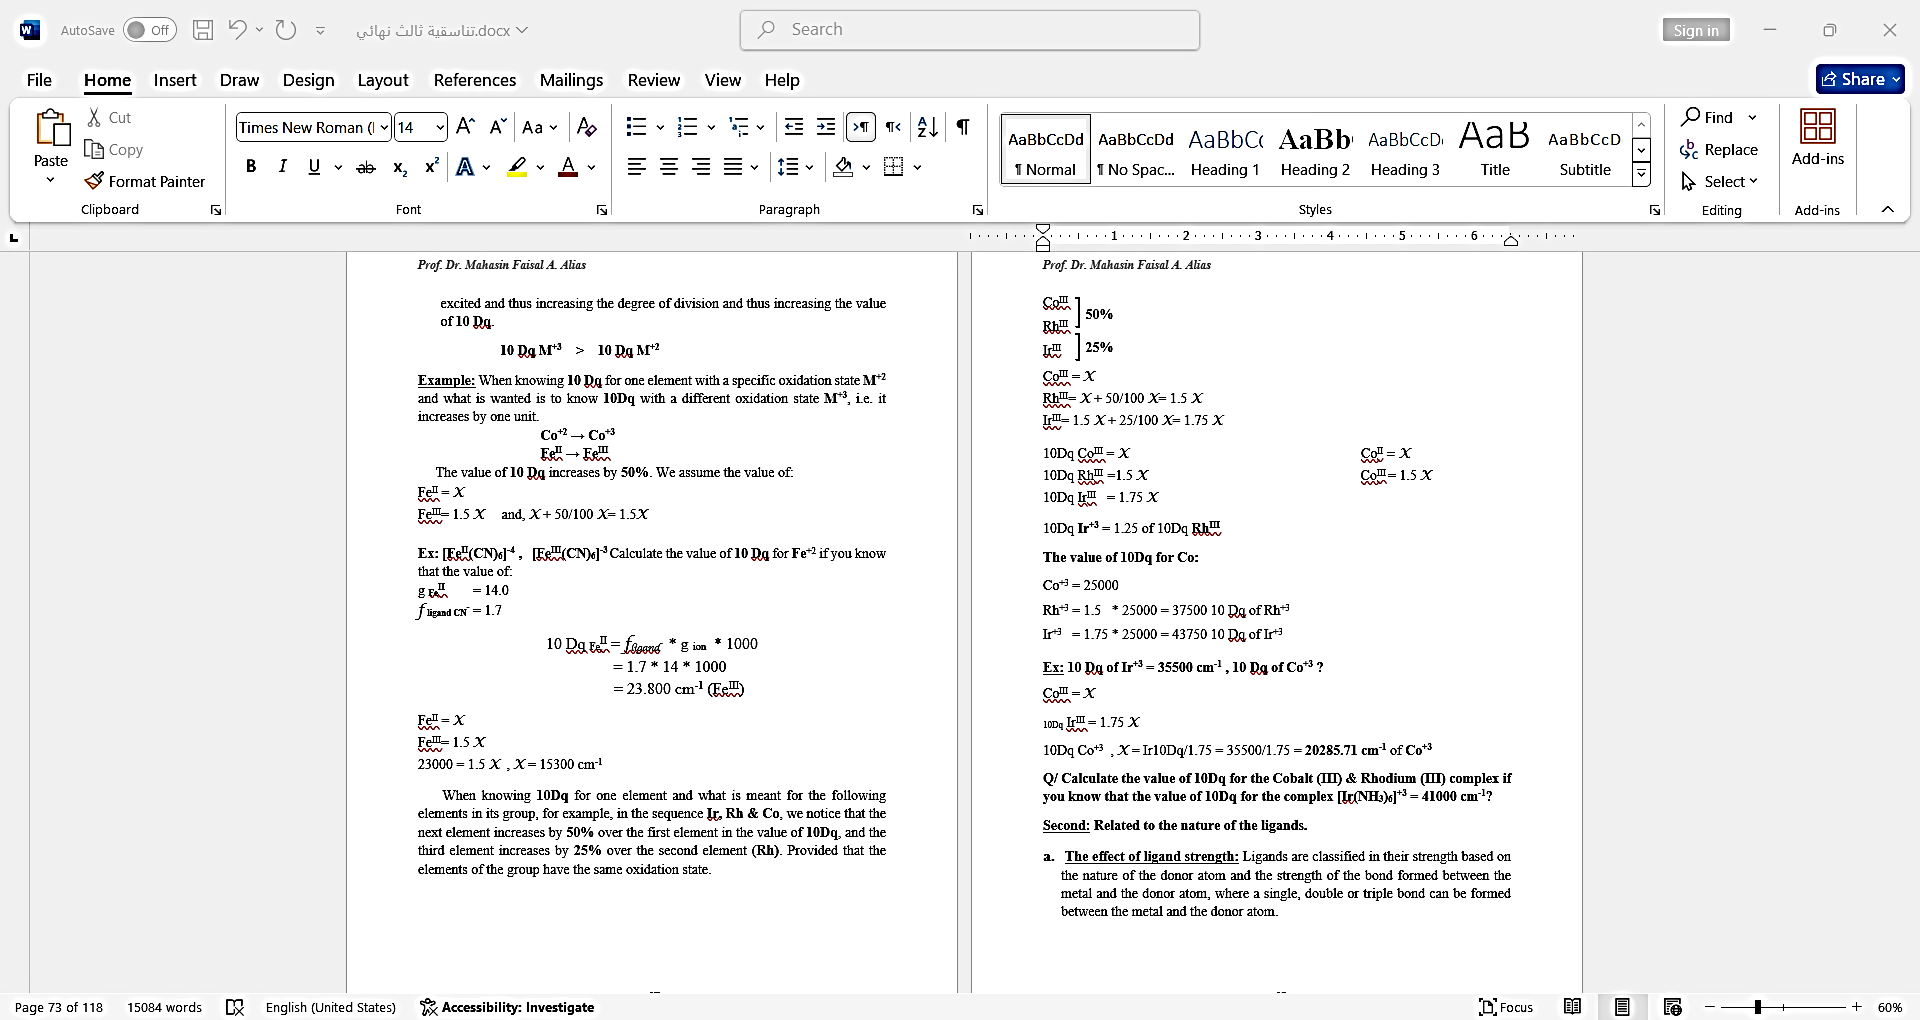 AutoSave Off تناسقية ثالث نهائي.docx Search Sign in
File Home Insert Draw Design Layout References Mailings Review View Help Share
Paste Cut Copy Format Painter Clipboard
Times New Roman ( 14 Font
Paragraph
AaBbCcDd AaBbCcDd AaBbC AaBb AaBbCcD AaB AaBbCcD
¶ Normal ¶ No Spac... Heading 1 Heading 2 Heading 3 Title Subtitle
Styles
Find Replace Select Editing
Add-ins Add-ins
1 2 3 4 5 6
Prof. Dr. Mahasin Faisal A. Alias
excited and thus increasing the degree of division and thus increasing the value
of 10 Dq.
10 Dq M⁺³ > 10 Dq M⁺²
Example: When knowing 10 Dq for one element with a specific oxidation state M⁺²
and what is wanted is to know 10Dq with a different oxidation state M⁺³, i.e. it
increases by one unit.
Co⁺² → Co⁺³
Feᴵᴵ → Feᴵᴵᴵ
The value of 10 Dq increases by 50%. We assume the value of:
Feᴵᴵ = X
Feᴵᴵᴵ= 1.5 X and, X+ 50/100 X= 1.5X
Ex: [Feᴵᴵ(CN)₆]⁻⁴ , [Feᴵᴵᴵ(CN)₆]⁻³ Calculate the value of 10 Dq for Fe⁺² if you know
that the value of:
g Feᴵᴵ = 14.0
f ligand CN⁻ = 1.7
10 Dq Feᴵᴵ = f ligand * g ion * 1000
= 1.7 * 14 * 1000
= 23.800 cm⁻¹ (Feᴵᴵᴵ)
Feᴵᴵ = X
Feᴵᴵᴵ= 1.5 X
23000 = 1.5 X , X= 15300 cm⁻¹
When knowing 10Dq for one element and what is meant for the following
elements in its group, for example, in the sequence Ir, Rh & Co, we notice that the
next element increases by 50% over the first element in the value of 10Dq, and the
third element increases by 25% over the second element (Rh). Provided that the
elements of the group have the same oxidation state.
Prof. Dr. Mahasin Faisal A. Alias
Coᴵᴵᴵ
50%
Rhᴵᴵᴵ
Irᴵᴵᴵ 25%
Coᴵᴵᴵ = X
Rhᴵᴵᴵ= X+ 50/100 X= 1.5 X
Irᴵᴵᴵ= 1.5 X+ 25/100 X= 1.75 X
10Dq Coᴵᴵᴵ = X Coᴵᴵ = X
10Dq Rhᴵᴵᴵ =1.5 X Coᴵᴵᴵ= 1.5 X
10Dq Irᴵᴵᴵ = 1.75 X
10Dq Ir⁺³ = 1.25 of 10Dq Rhᴵᴵᴵ
The value of 10Dq for Co:
Co⁺³ = 25000
Rh⁺³ = 1.5 * 25000 = 37500 10 Dq of Rh⁺³
Ir⁺³ = 1.75 * 25000 = 43750 10 Dq of Ir⁺³
Ex: 10 Dq of Ir⁺³ = 35500 cm⁻¹ , 10 Dq of Co⁺³ ?
Coᴵᴵᴵ = X
10Dq Irᴵᴵᴵ = 1.75 X
10Dq Co⁺³ , X= Ir10Dq/1.75 = 35500/1.75 = 20285.71 cm⁻¹ of Co⁺³
Q/ Calculate the value of 10Dq for the Cobalt (III) & Rhodium (III) complex if
you know that the value of 10Dq for the complex [Ir(NH₃)₆]⁺³ = 41000 cm⁻¹?
Second: Related to the nature of the ligands.
a. The effect of ligand strength: Ligands are classified in their strength based on
the nature of the donor atom and the strength of the bond formed between the
metal and the donor atom, where a single, double or triple bond can be formed
between the metal and the donor atom.
Page 73 of 118 15084 words English (United States) Accessibility: Investigate Focus 60%